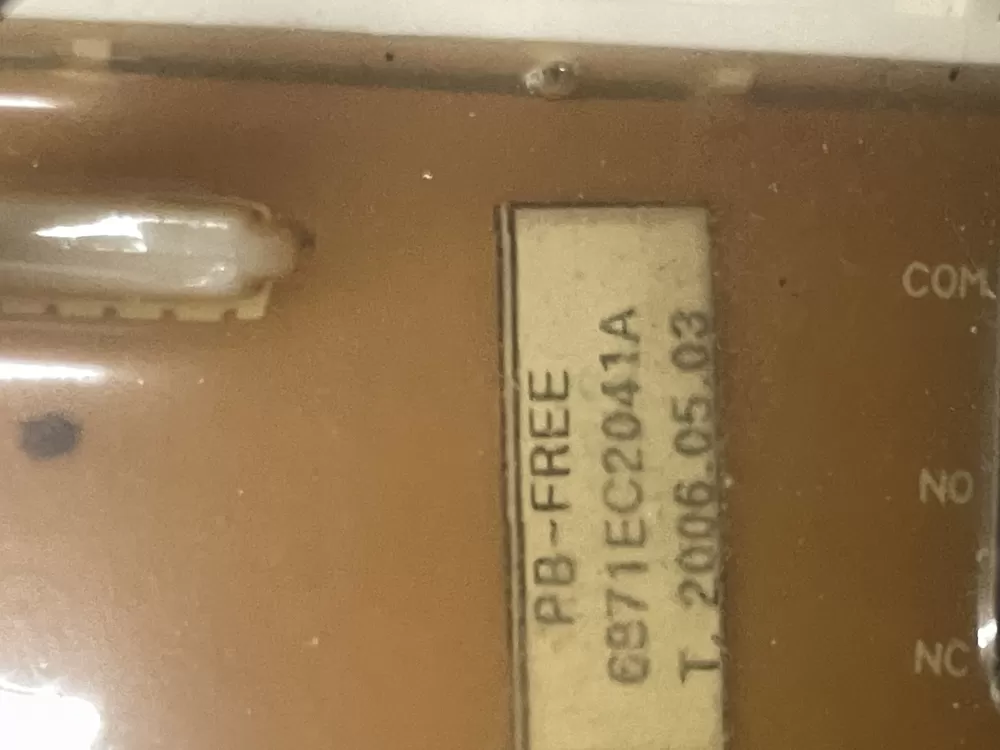 PB-FREE
6871EC2041A
T, 2006.05.03
COM
NO
NC